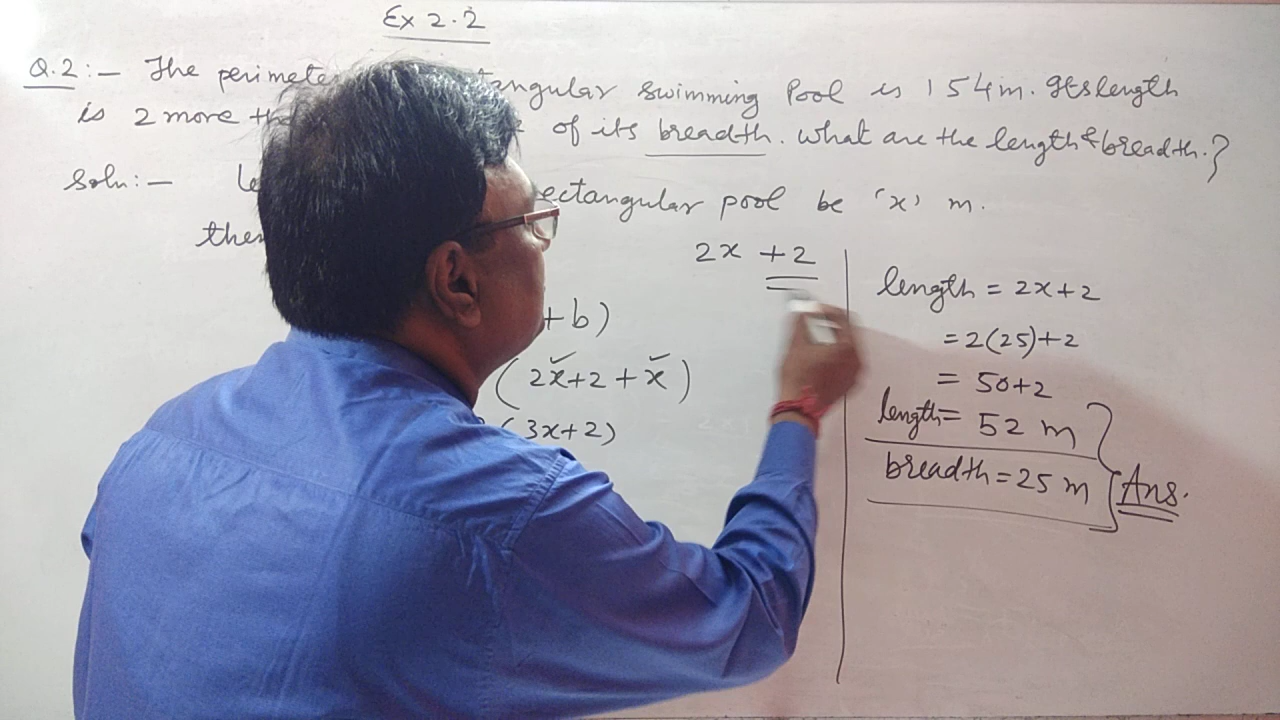 Ex 2.2
Q.2:- The perimeter tangular swimming Pool is 154m. Its length
is 2 more th of its breadth. what are the length & breadth.?
Soln:- Le ectangular pool be 'x' m.
then 2x +2
+b)
(2x+2+x)
(3x+2)
length = 2x+2
=2(25)+2
= 50+2
length= 52 m
breadth=25 m
Ans.